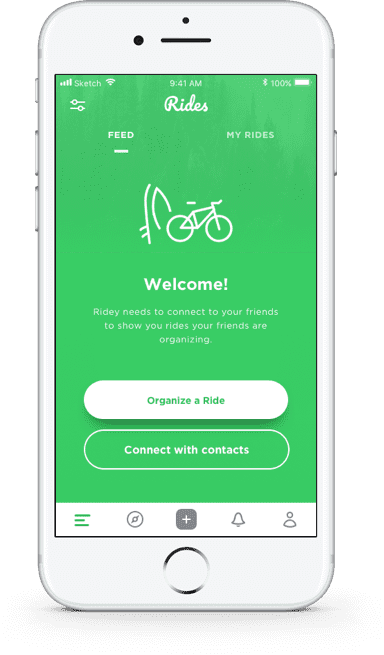 Sketch 9:41 AM 100%
Rides
FEED MY RIDES
Welcome!
Ridey needs to connect to your friends
to show you rides your friends are
organizing.
Organize a Ride
Connect with contacts